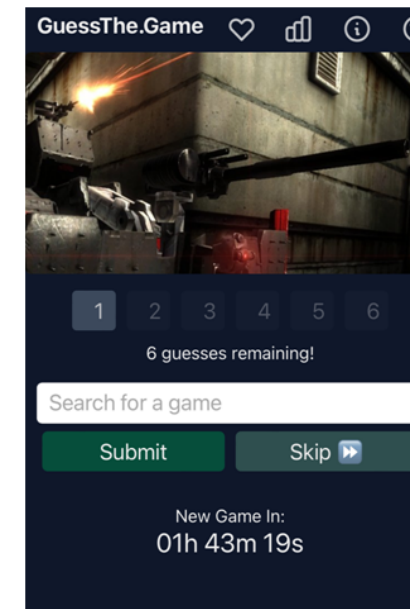 GuessThe.Game
1 2 3 4 5 6
6 guesses remaining!
Search for a game
Submit Skip
New Game In:
01h 43m 19s